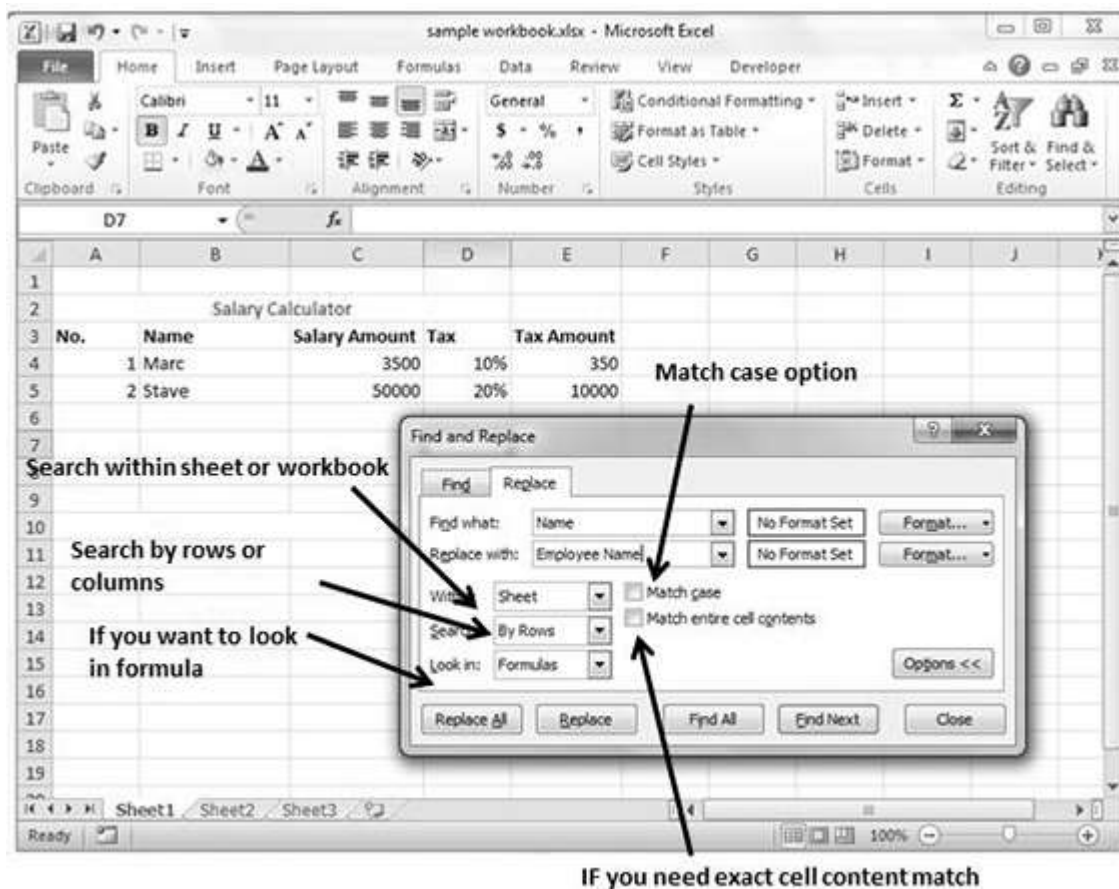 sample workbook.xlsx - Microsoft Excel
File Home Insert Page Layout Formulas Data Review View Developer
Calibri 11 General Conditional Formatting Insert Σ
Paste B I U A A $ % , Format as Table Delete Sort & Find &
Cell Styles Format Filter Select
Clipboard Font Alignment Number Styles Cells Editing
D7 fx
A B C D E F G H I J
1
2 Salary Calculator
3 No. Name Salary Amount Tax Tax Amount
4 1 Marc 3500 10% 350
5 2 Stave 50000 20% 10000
Match case option
6
7
8
9
10
11
12
13
14
15
16
17
18
19
Find and Replace
Search within sheet or workbook
Find Replace
Find what: Name No Format Set Format...
Search by rows or
columns
Replace with: Employee Name No Format Set Format...
Sheet Match case
If you want to look
in formula
By Rows Match entire cell contents
Look in: Formulas Options <<
Replace All Replace Find All Find Next Close
Sheet1 Sheet2 Sheet3
Ready 100%
IF you need exact cell content match